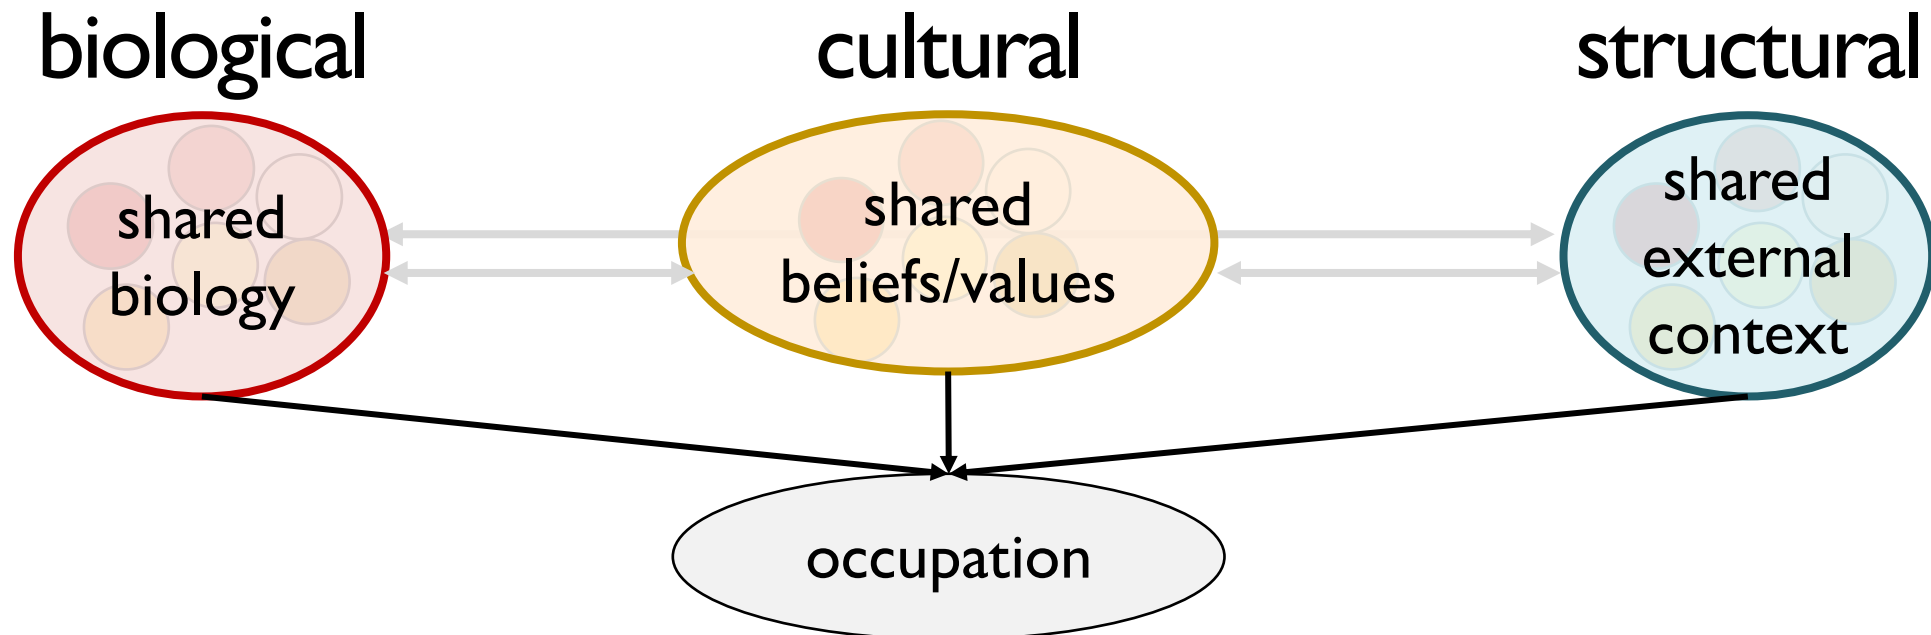 biological
cultural
structural
shared
biology
shared
beliefs/values
shared
external
context
occupation